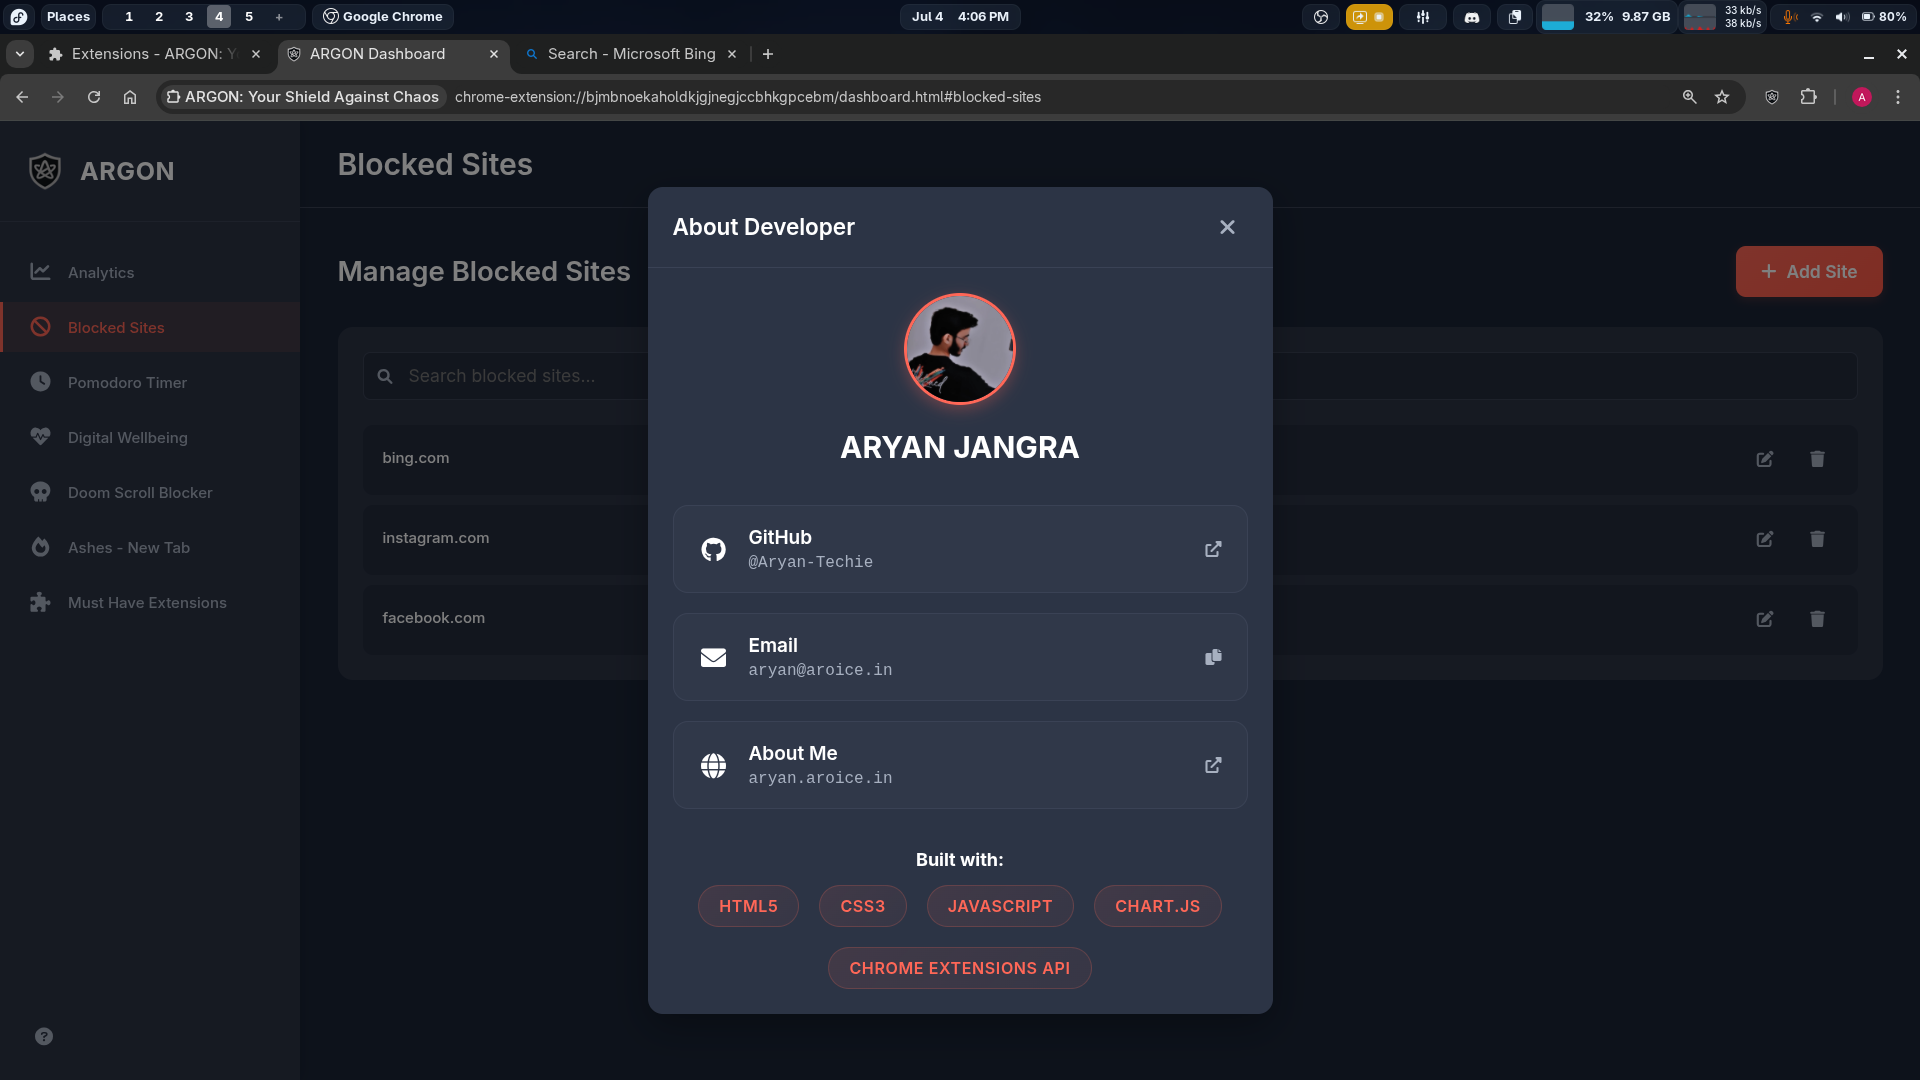 Places 1 2 3 4 5 + Google Chrome Jul 4 4:06 PM 32% 9.87 GB 33 kb/s 38 kb/s 80%
Extensions - ARGON: Y ARGON Dashboard Search - Microsoft Bing
ARGON: Your Shield Against Chaos chrome-extension://bjmbnoekaholdkjgjnegjccbhkgpcebm/dashboard.html#blocked-sites A
ARGON
Analytics
Blocked Sites
Pomodoro Timer
Digital Wellbeing
Doom Scroll Blocker
Ashes - New Tab
Must Have Extensions
Blocked Sites
Manage Blocked Sites
+ Add Site
Search blocked sites...
bing.com
instagram.com
facebook.com
About Developer
ARYAN JANGRA
GitHub
@Aryan-Techie
Email
aryan@aroice.in
About Me
aryan.aroice.in
Built with:
HTML5 CSS3 JAVASCRIPT CHART.JS
CHROME EXTENSIONS API